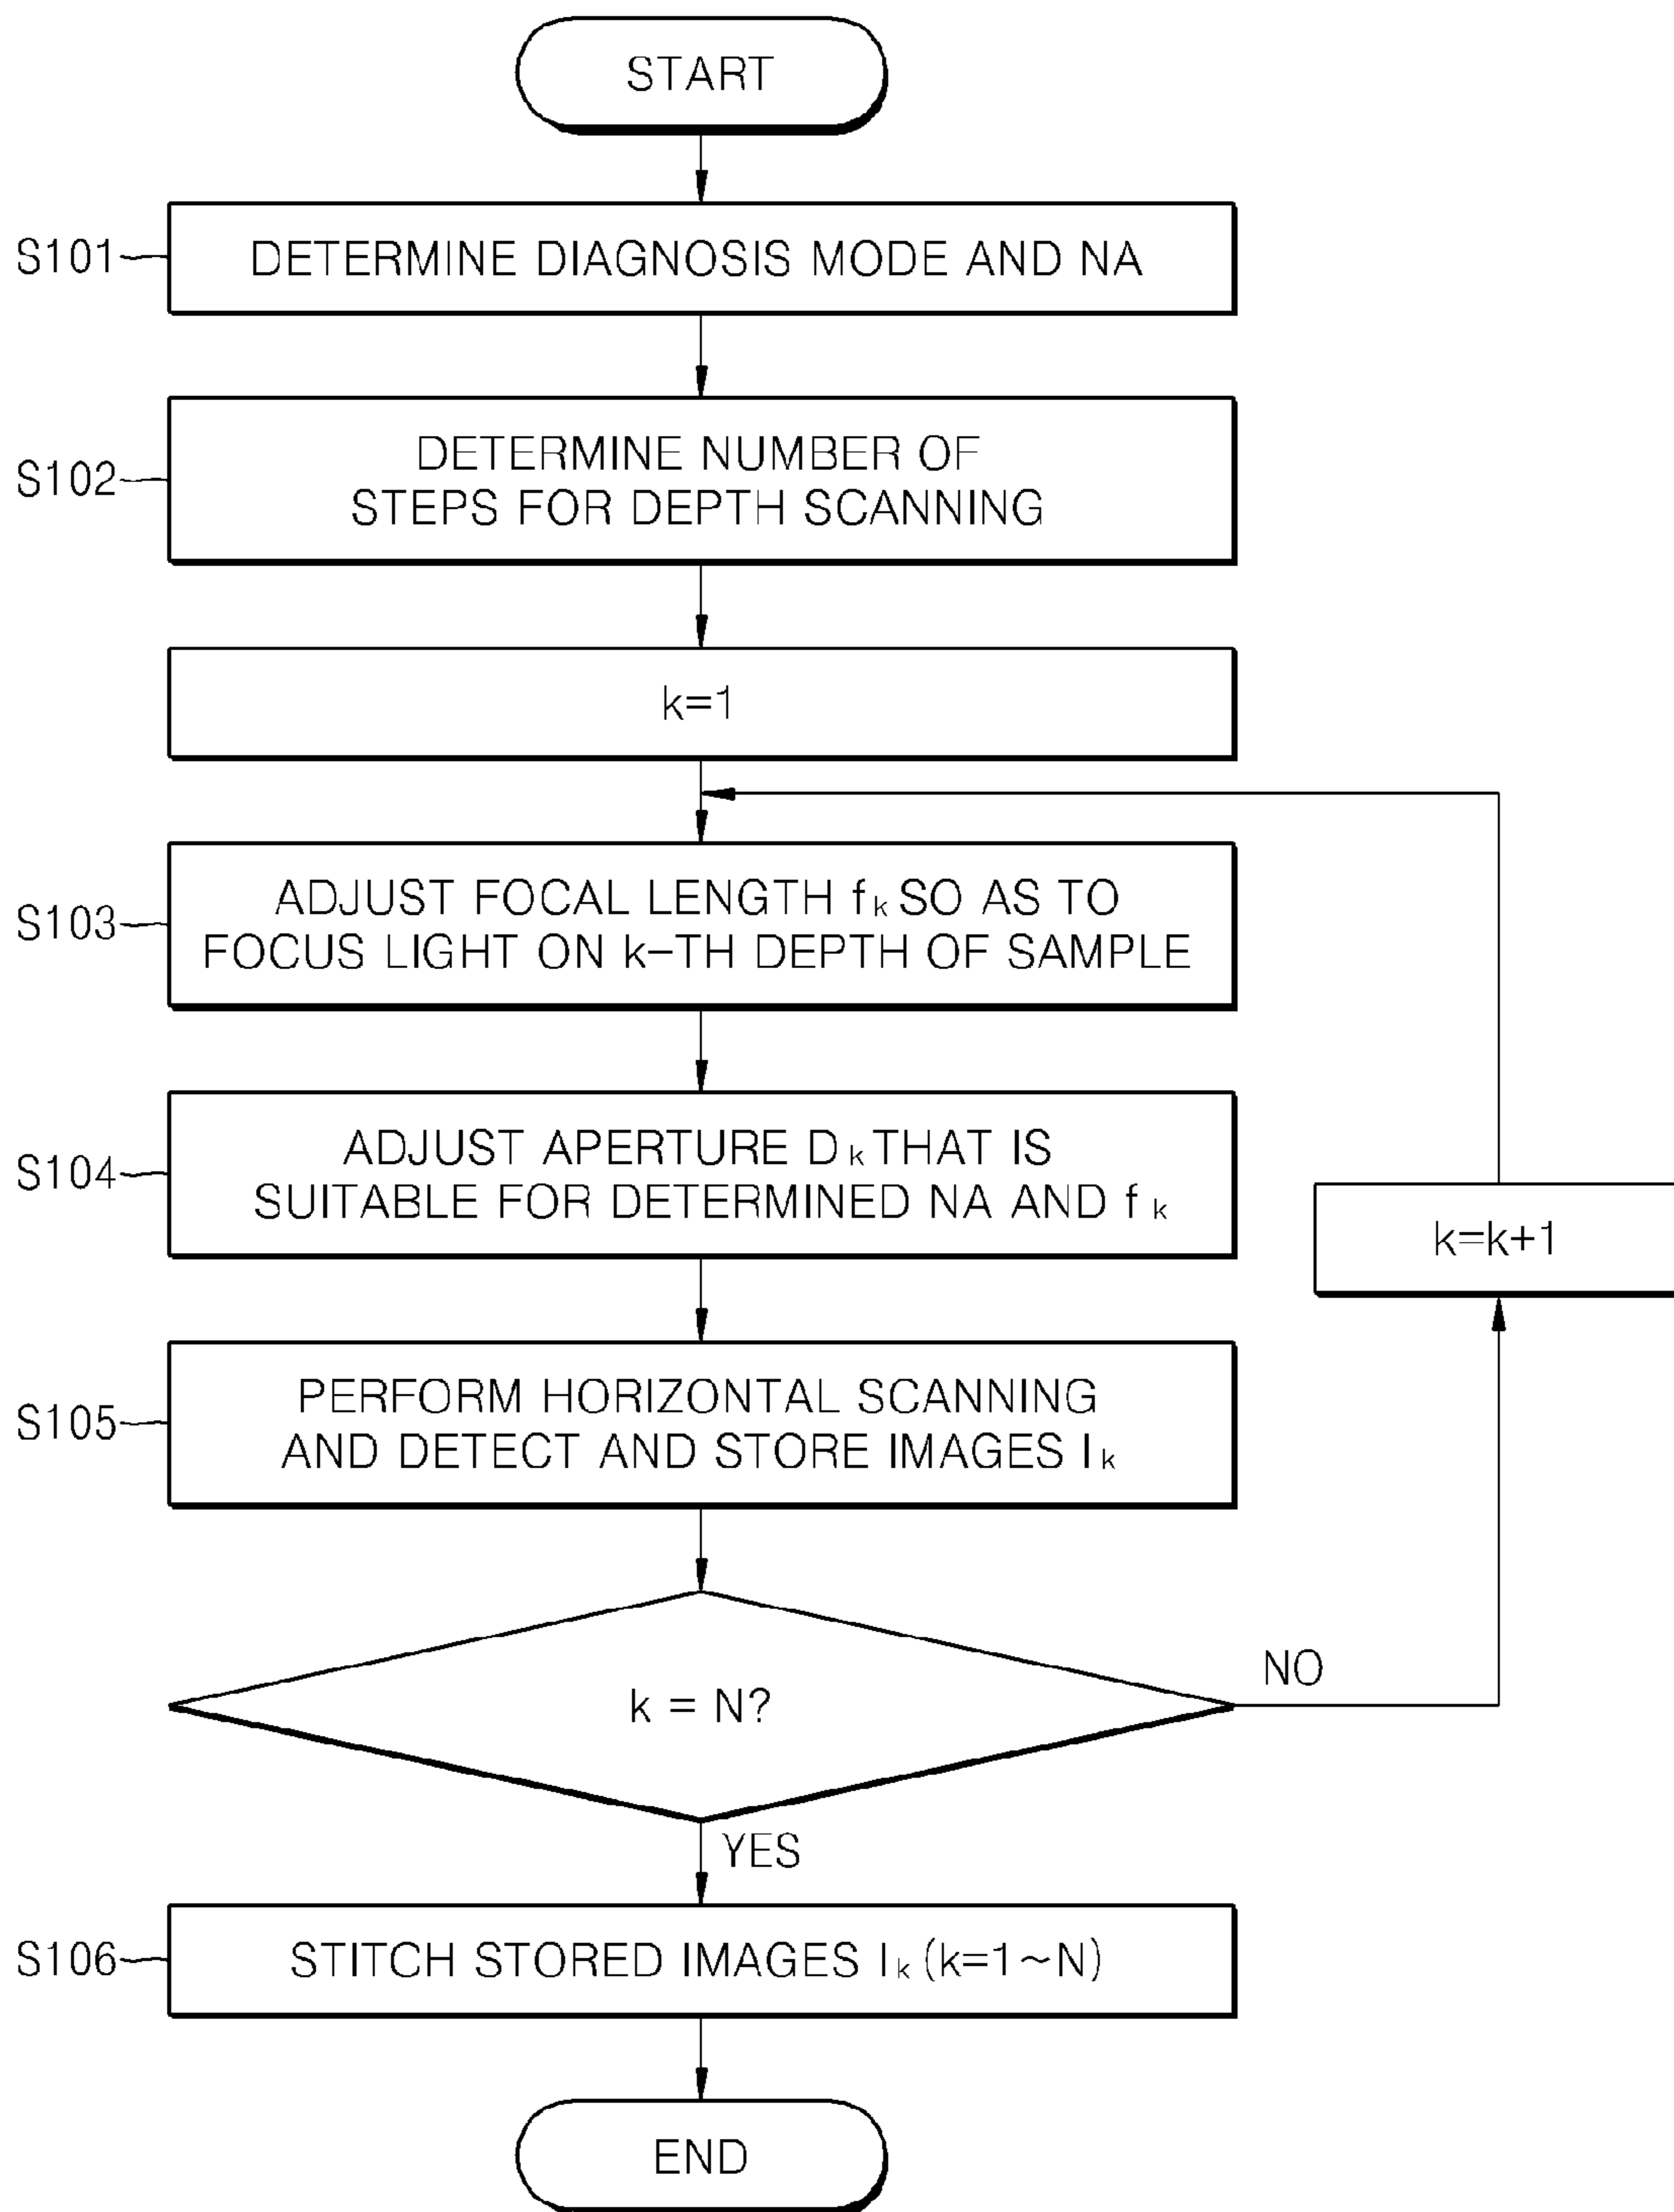 START
S101
DETERMINE DIAGNOSIS MODE AND NA
S102
DETERMINE NUMBER OF
STEPS FOR DEPTH SCANNING
k=1
S103
ADJUST FOCAL LENGTH fk SO AS TO
FOCUS LIGHT ON k-TH DEPTH OF SAMPLE
S104
ADJUST APERTURE Dk THAT IS
SUITABLE FOR DETERMINED NA AND fk
k=k+1
S105
PERFORM HORIZONTAL SCANNING
AND DETECT AND STORE IMAGES Ik
k = N?
NO
YES
S106
STITCH STORED IMAGES Ik (k=1~N)
END